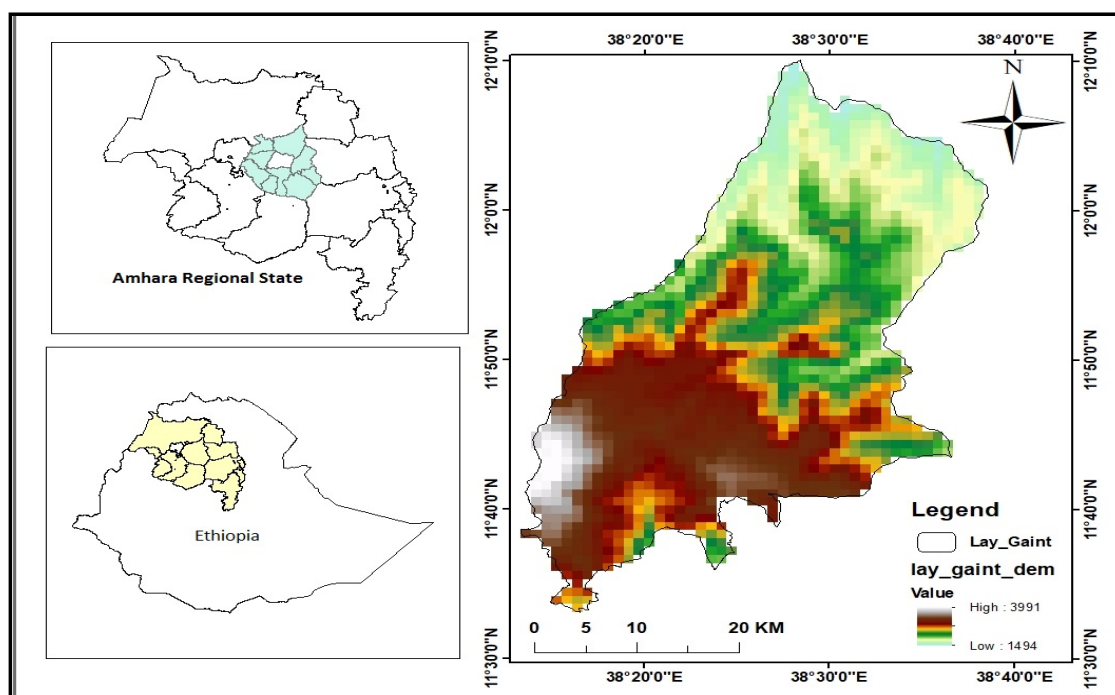 Amhara Regional State
Ethiopia
38°20'0"E 38°30'0"E 38°40'0"E
N
12°10'0"N 12°10'0"N
12°0'0"N 12°0'0"N
11°50'0"N 11°50'0"N
11°40'0"N 11°40'0"N
11°30'0"N 11°30'0"N
Legend
Lay_Gaint
lay_gaint_dem
Value
High : 3991
Low : 1494
0 5 10 20 KM
38°20'0"E 38°30'0"E 38°40'0"E